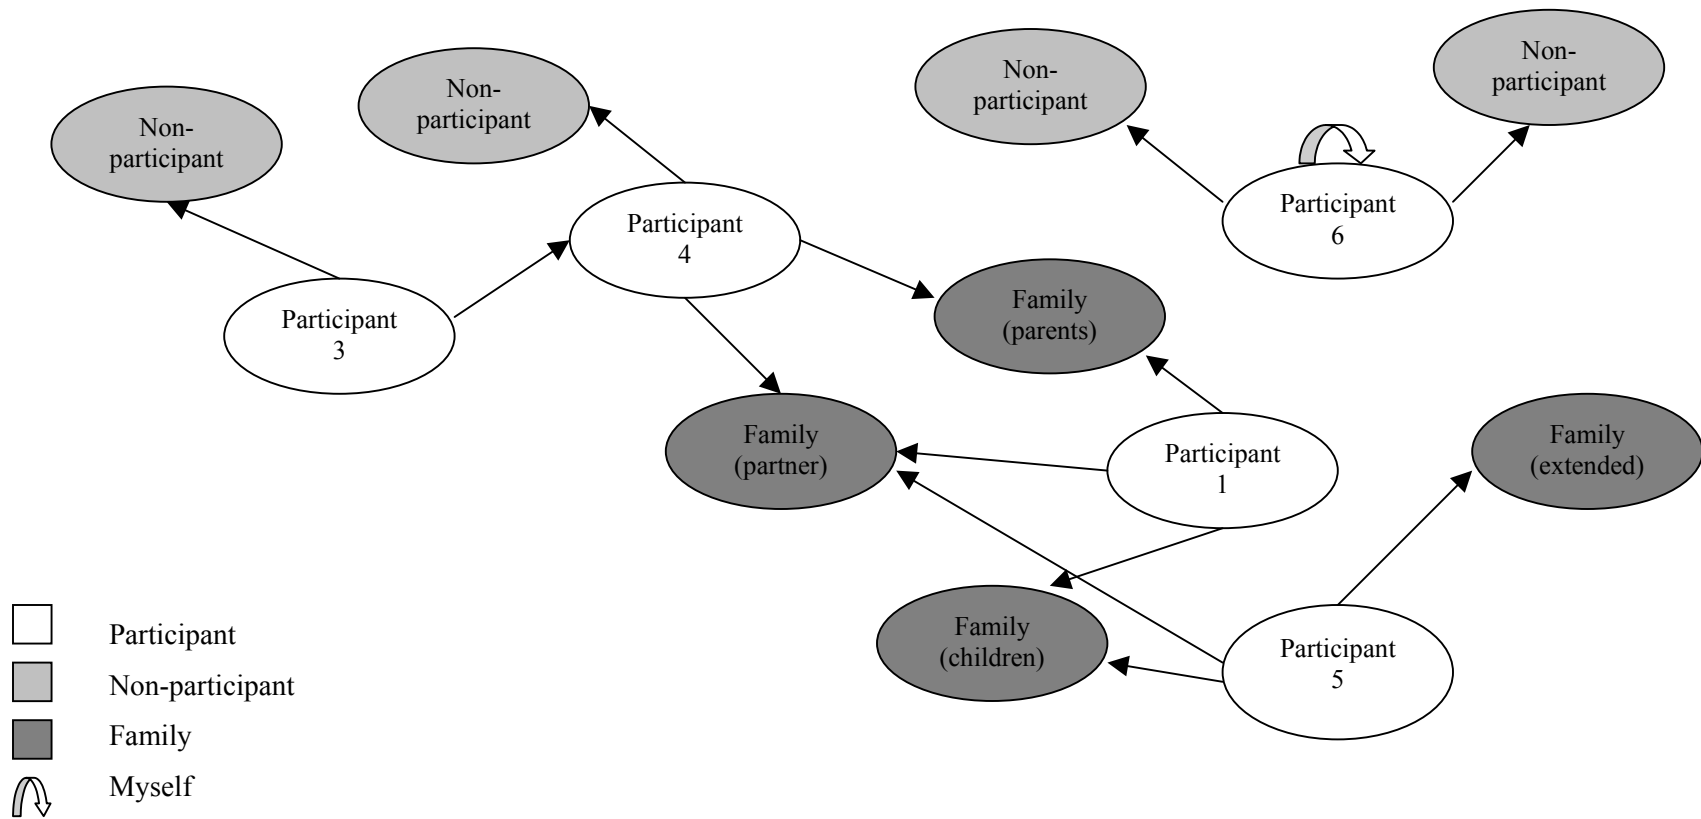 Non-
participant
Non-
participant
Non-
participant
Non-
participant
Participant
4
Participant
6
Participant
3
Family
(parents)
Family
(partner)
Participant
1
Family
(extended)
Family
(children)
Participant
5
Participant
Non-participant
Family
Myself